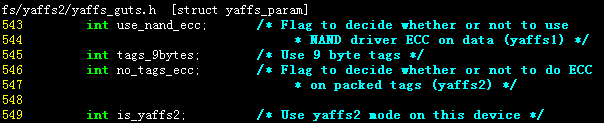 fs/yaffs2/yaffs_guts.h [struct yaffs_param]
543 int use_nand_ecc; /* Flag to decide whether or not to use
544 * NAND driver ECC on data (yaffs1) */
545 int tags_9bytes; /* Use 9 byte tags */
546 int no_tags_ecc; /* Flag to decide whether or not to do ECC
547 * on packed tags (yaffs2) */
548
549 int is_yaffs2; /* Use yaffs2 mode on this device */